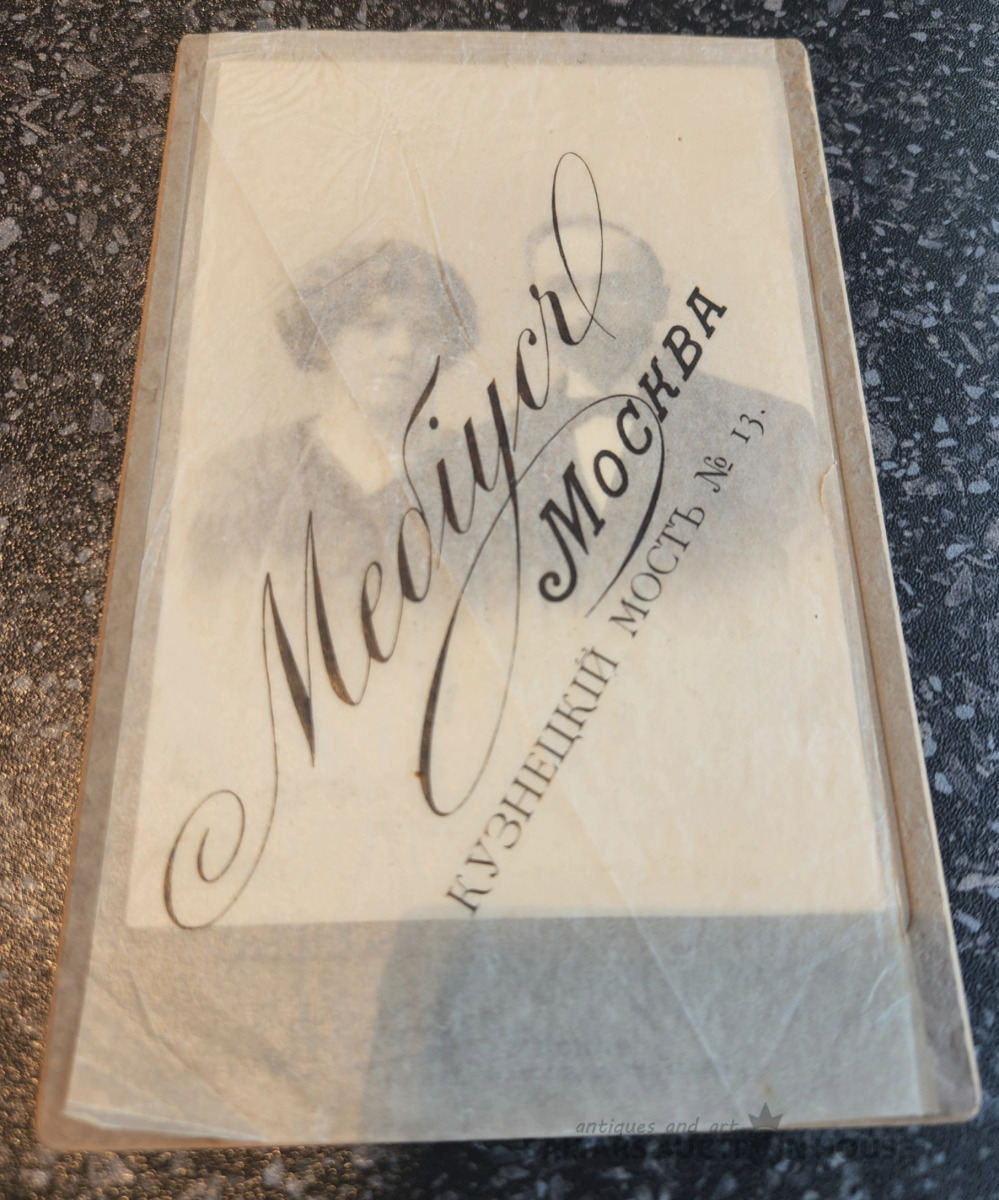 Мебіусъ
Москва
КУЗНЕЦКІЙ МОСТЪ № 13.
antiques and art